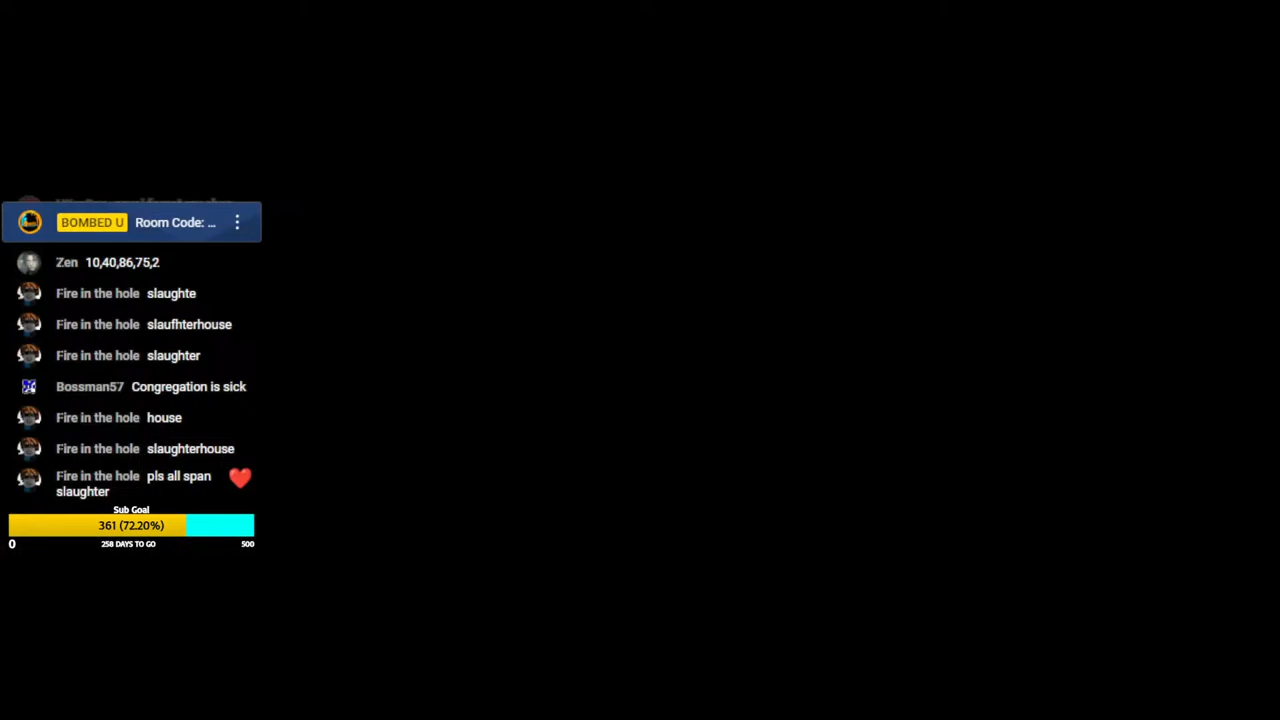 BOMBED U Room Code: ...
Zen 10,40,86,75,2
Fire in the hole slaughte
Fire in the hole slaufhterhouse
Fire in the hole slaughter
Bossman57 Congregation is sick
Fire in the hole house
Fire in the hole slaughterhouse
Fire in the hole pls all span
slaughter
Sub Goal
361 (72.20%)
0 258 DAYS TO GO 500